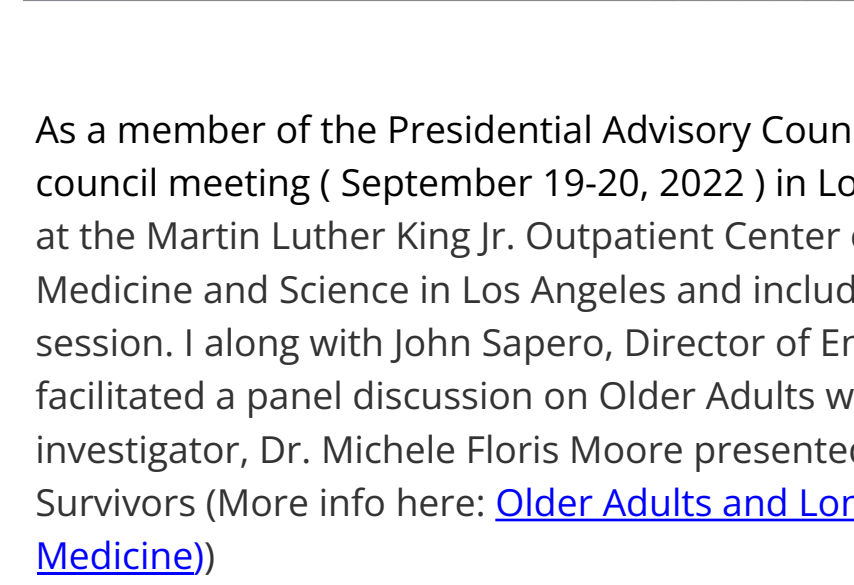 As a member of the Presidential Advisory Coun
council meeting ( September 19-20, 2022 ) in Lo
at the Martin Luther King Jr. Outpatient Center
Medicine and Science in Los Angeles and includ
session. I along with John Sapero, Director of En
facilitated a panel discussion on Older Adults w
investigator, Dr. Michele Floris Moore presented
Survivors (More info here: Older Adults and Lon
Medicine))